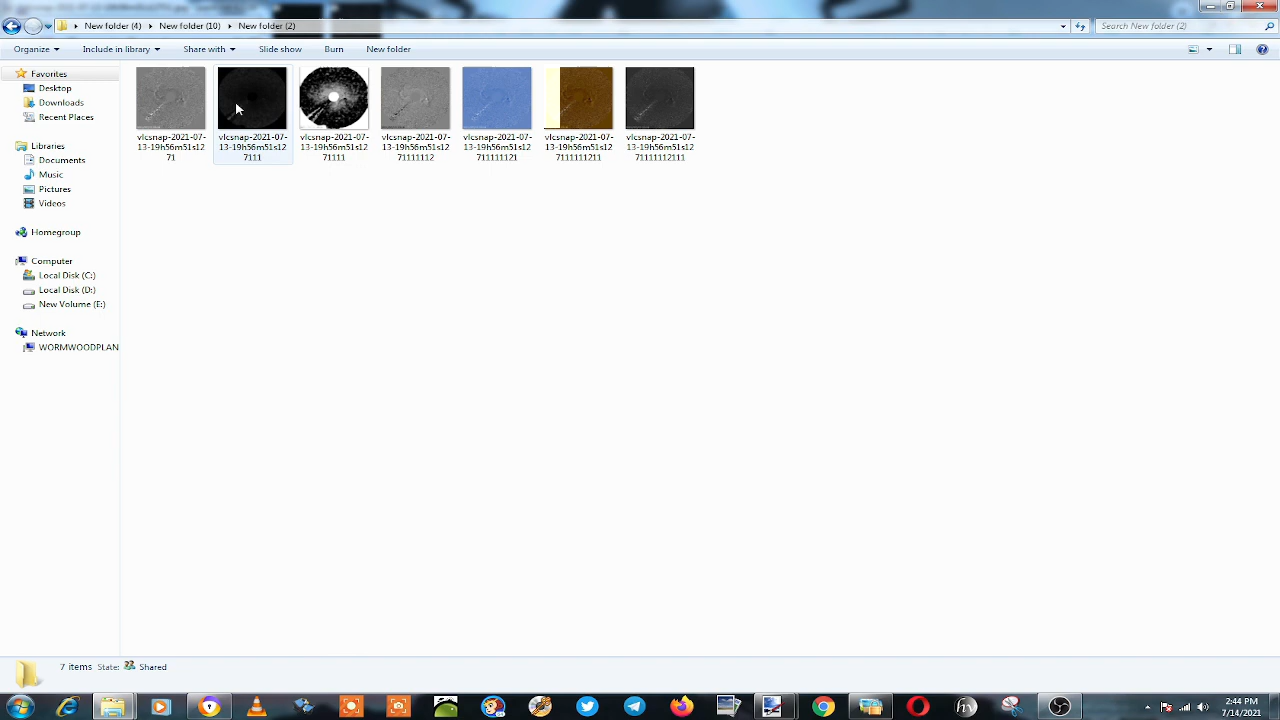 New folder (4) New folder (10) New folder (2)
Search New folder (2)
Organize Include in library Share with Slide show Burn New folder
Favorites
Desktop
Downloads
Recent Places
Libraries
Documents
Music
Pictures
Videos
Homegroup
Computer
Local Disk (C:)
Local Disk (D:)
New Volume (E:)
Network
WORMWOODPLAN
vlcsnap-2021-07-
13-19h56m51s12
71
vlcsnap-2021-07-
13-19h56m51s12
7111
vlcsnap-2021-07-
13-19h56m51s12
71111
vlcsnap-2021-07-
13-19h56m51s12
71111112
vlcsnap-2021-07-
13-19h56m51s12
711111121
vlcsnap-2021-07-
13-19h56m51s12
7111111211
vlcsnap-2021-07-
13-19h56m51s12
71111112111
7 items State: Shared
2:44 PM
7/14/2021